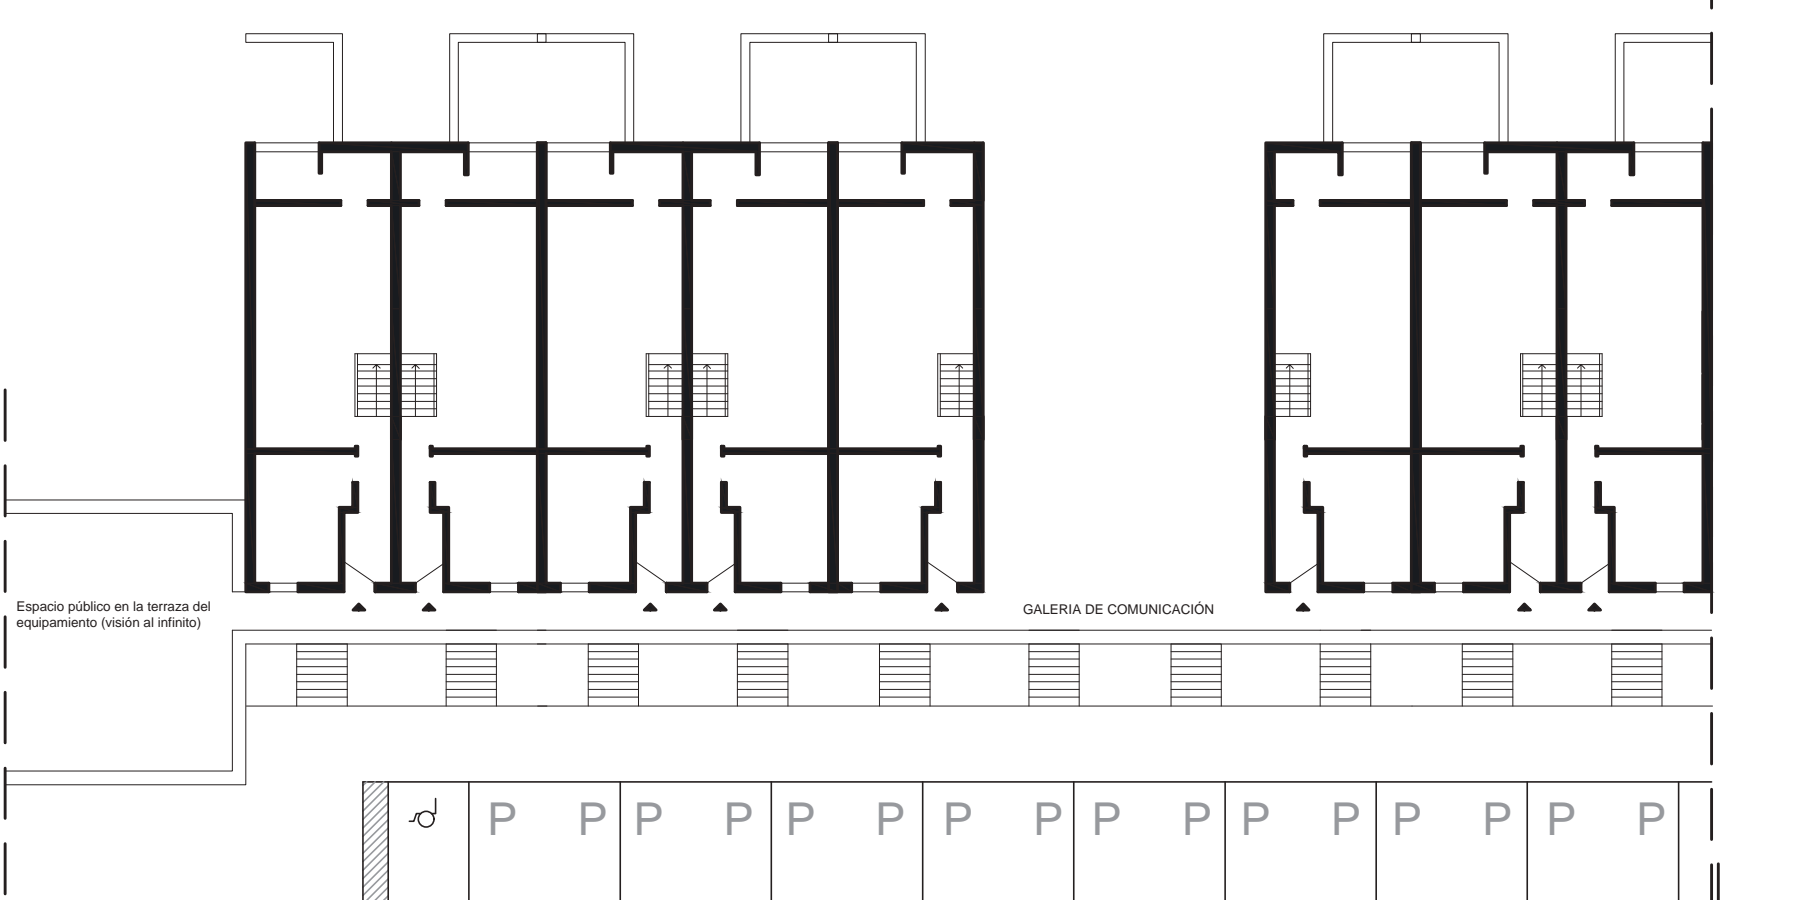 Espacio público en la terraza del
equipamiento (visión al infinito)
GALERIA DE COMUNICACIÓN
P P P P P P P P P P P P P P P P